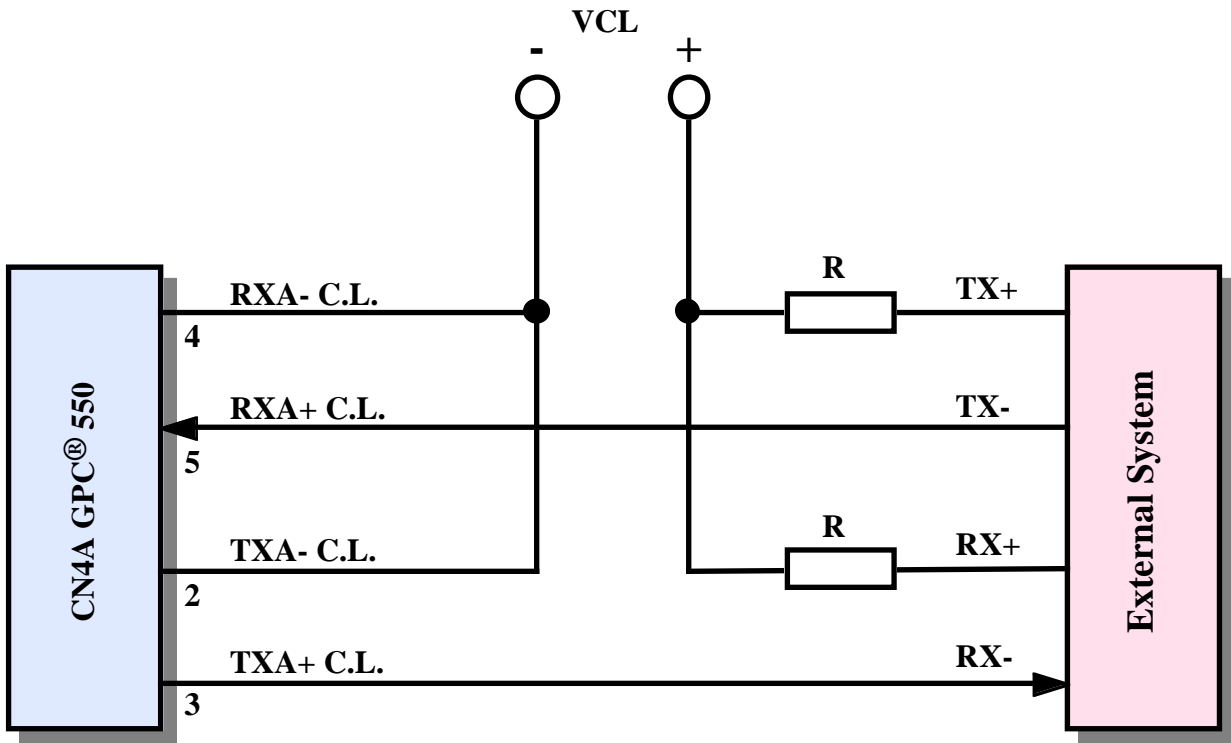 VCL
- +
R
RXA- C.L. TX+
4
RXA+ C.L. TX-
5
R
TXA- C.L. RX+
2
TXA+ C.L. RX-
3
CN4A GPC® 550
External System